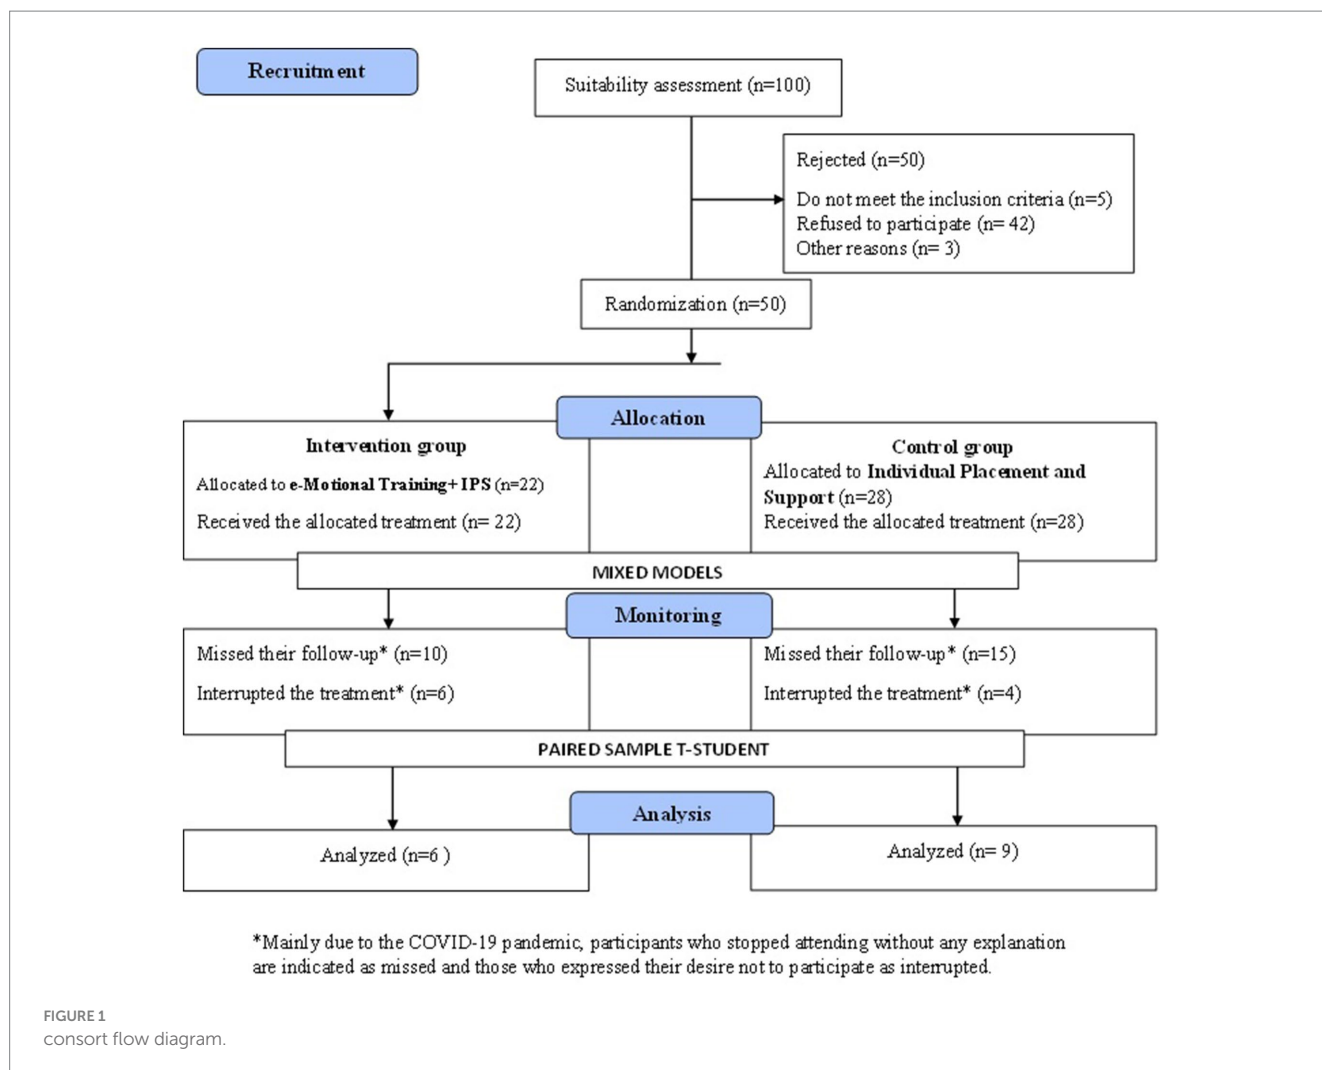 Recruitment
Suitability assessment (n=100)
Rejected (n=50)
Do not meet the inclusion criteria (n=5)
Refused to participate (n= 42)
Other reasons (n= 3)
Randomization (n=50)
Allocation
Intervention group
Allocated to e-Motional Training+ IPS (n=22)
Received the allocated treatment (n= 22)
Control group
Allocated to Individual Placement and
Support (n=28)
Received the allocated treatment (n=28)
MIXED MODELS
Monitoring
Missed their follow-up* (n=10)
Interrupted the treatment* (n=6)
Missed their follow-up* (n=15)
Interrupted the treatment* (n=4)
PAIRED SAMPLE T-STUDENT
Analysis
Analyzed (n=6 )
Analyzed (n= 9)
*Mainly due to the COVID-19 pandemic, participants who stopped attending without any explanation
are indicated as missed and those who expressed their desire not to participate as interrupted.
FIGURE 1
consort flow diagram.